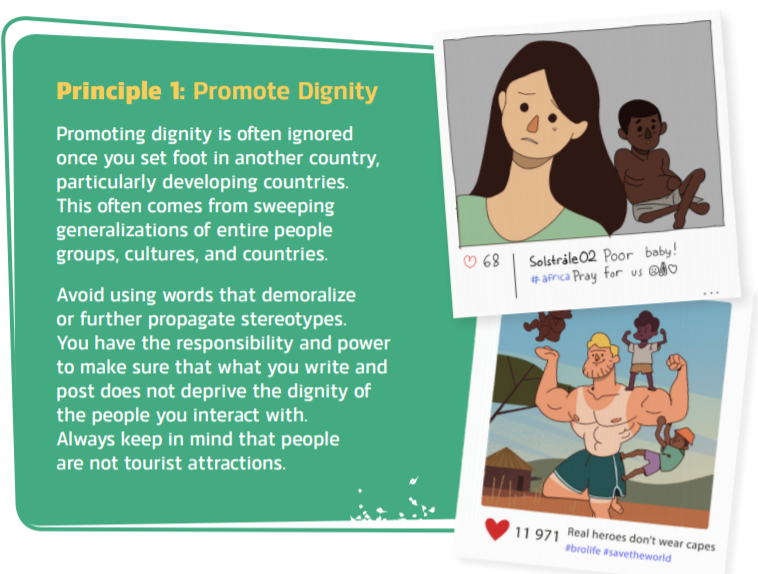 Principle 1: Promote Dignity
Promoting dignity is often ignored
once you set foot in another country,
particularly developing countries.
This often comes from sweeping
generalizations of entire people
groups, cultures, and countries.
Avoid using words that demoralize
or further propagate stereotypes.
You have the responsibility and power
to make sure that what you write and
post does not deprive the dignity of
the people you interact with.
Always keep in mind that people
are not tourist attractions.
68
Solstråle02 Poor baby!
#africa Pray for us
11 971
Real heroes don't wear capes
#brolife #savetheworld